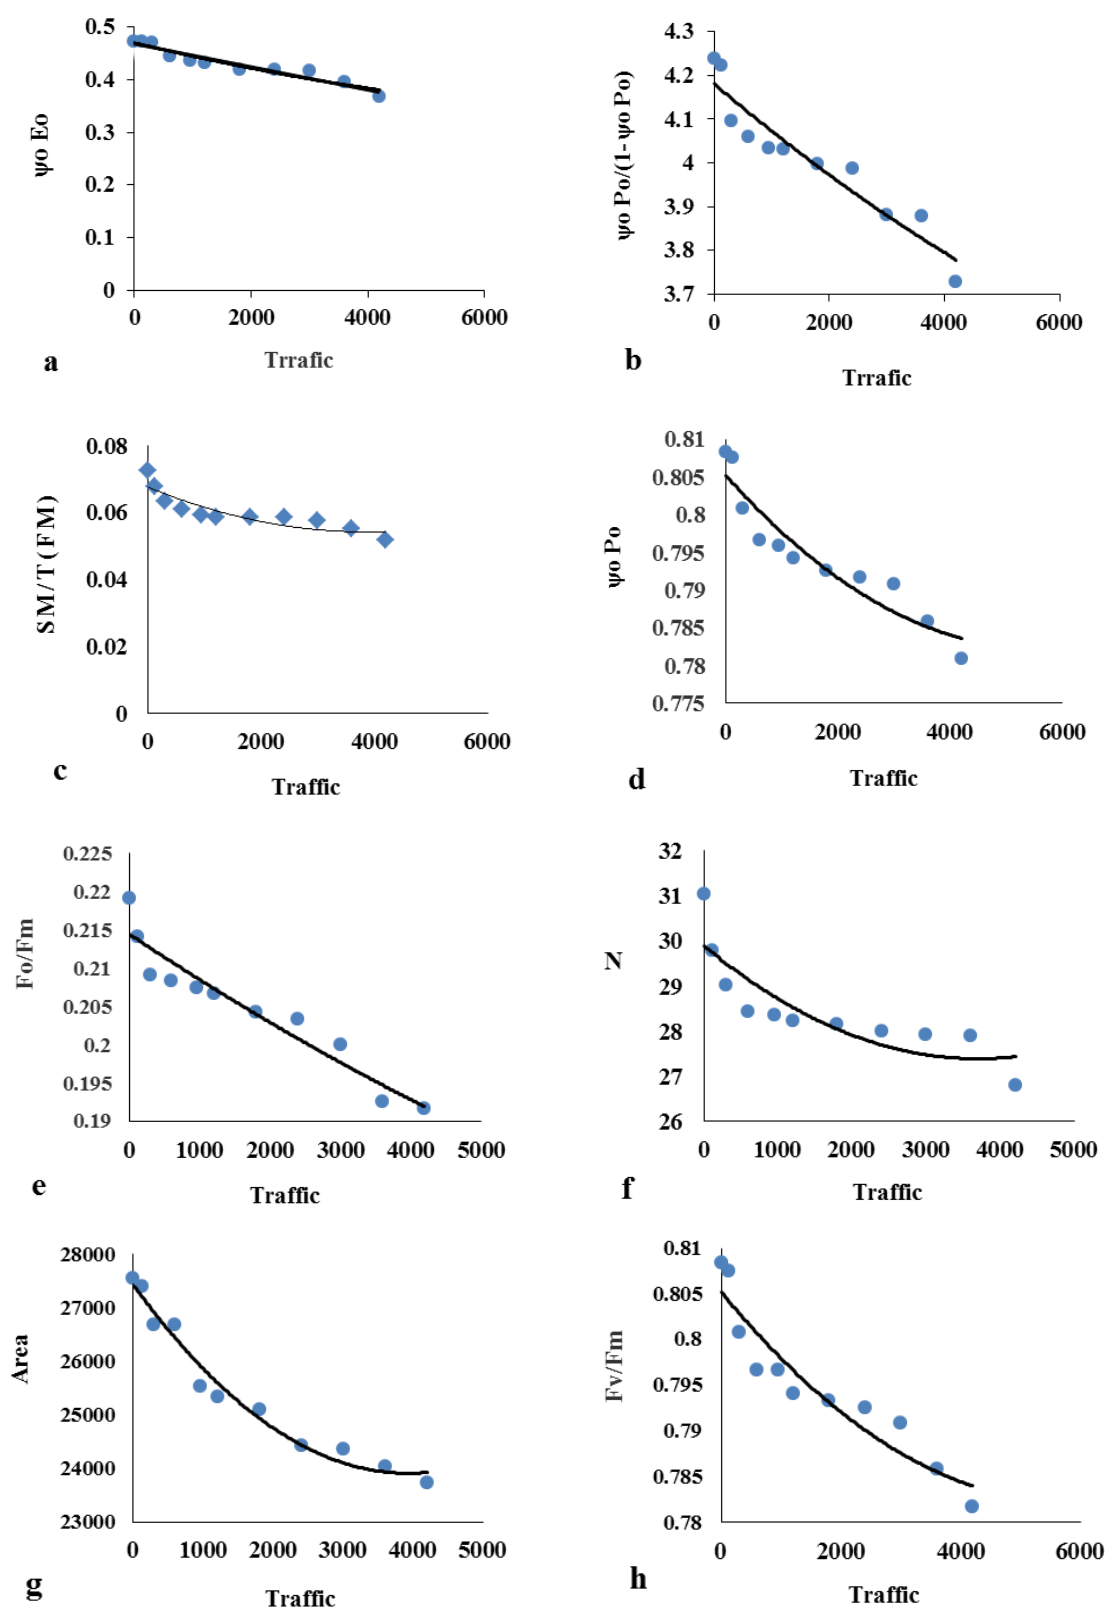 0.5
0.4
0.3
0.2
0.1
0
ψo Eo
0 2000 4000 6000
Trrafic
a
4.3
4.2
4.1
4
3.9
3.8
3.7
ψo Po/(1- ψo Po)
0 2000 4000 6000
Trrafic
b
0.08
0.06
0.04
0.02
0
SM/T(FM)
0 2000 4000 6000
Traffic
c
0.81
0.805
0.8
0.795
0.79
0.785
0.78
0.775
ψo Po
0 2000 4000 6000
Traffic
d
0.225
0.22
0.215
0.21
0.205
0.2
0.195
0.19
Fo/Fm
0 1000 2000 3000 4000 5000
Traffic
e
32
31
30
29
28
27
26
N
0 1000 2000 3000 4000 5000
Traffic
f
28000
27000
26000
25000
24000
23000
Area
0 1000 2000 3000 4000 5000
Traffic
g
0.81
0.805
0.8
0.795
0.79
0.785
0.78
Fv/Fm
0 2000 4000 6000
Traffic
h